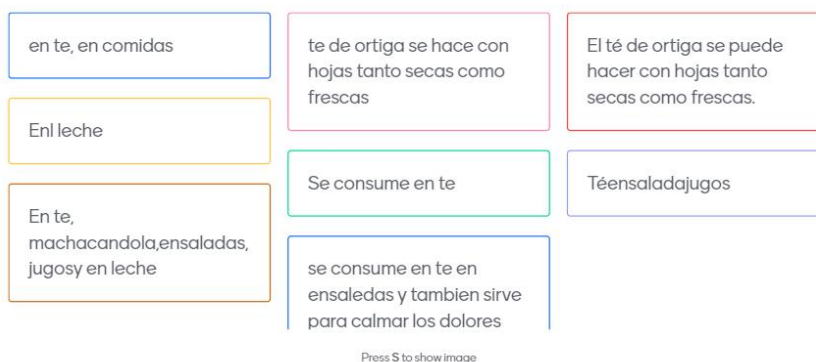 en te, en comidas
Enl leche
En te,
machacandola,ensaladas,
jugosy en leche
te de ortiga se hace con
hojas tanto secas como
frescas
Se consume en te
se consume en te en
ensaledas y tambien sirve
para calmar los dolores
El té de ortiga se puede
hacer con hojas tanto
secas como frescas.
Téensaladajugos
Press S to show image